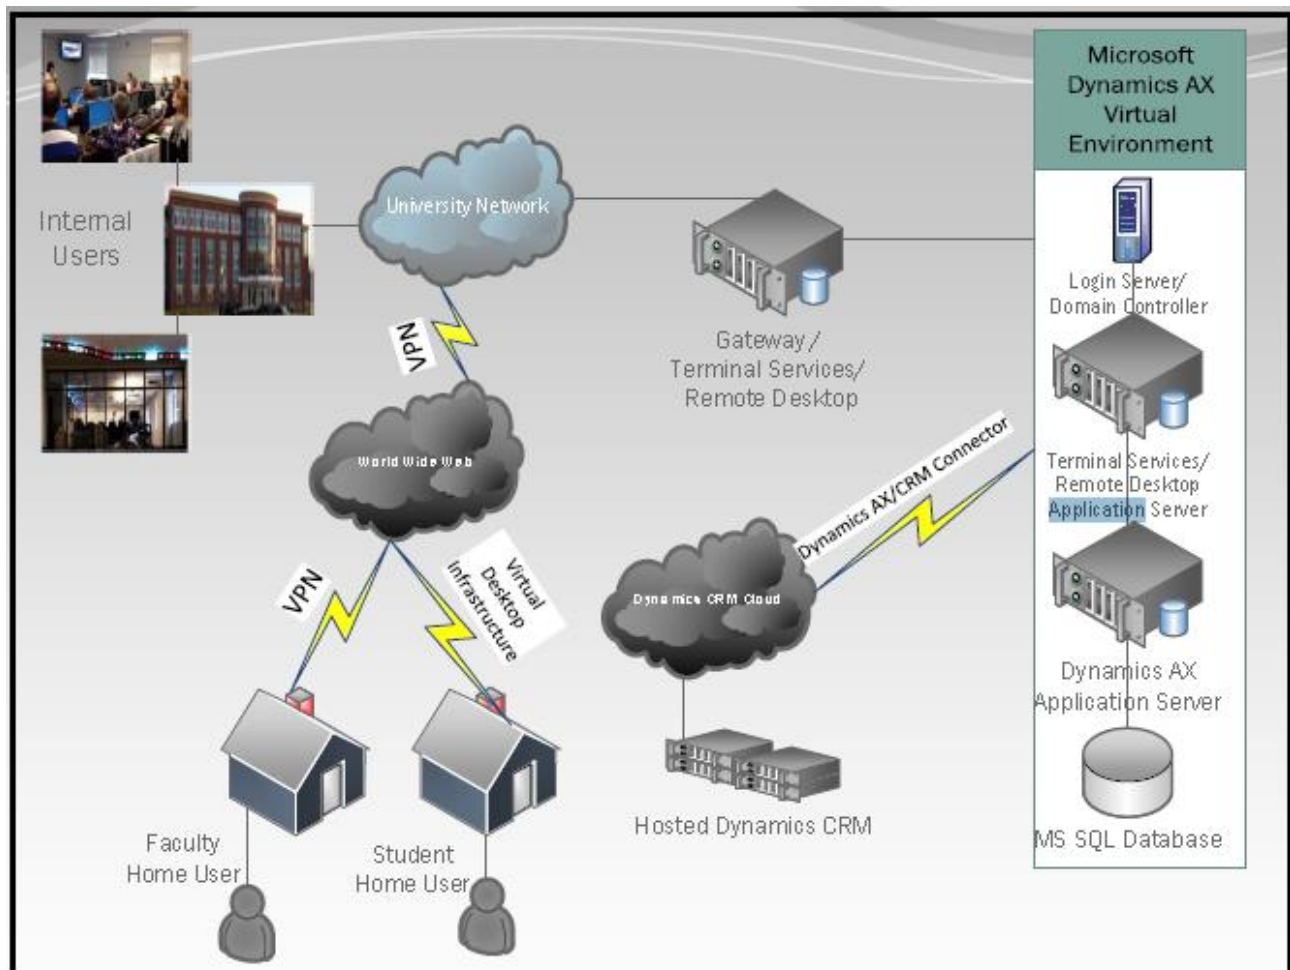 Microsoft
Dynamics AX
Virtual
Environment
Internal
Users
University Network
Login Server/
Domain Controller
VPN
Gateway/
Terminal Services/
Remote Desktop
World Wide Web
Dynamics AX/CRM Connector
Terminal Services/
Remote Desktop
Application Server
VPN
Virtual
Desktop
Infrastructure
Dynamics CRM Cloud
Dynamics AX
Application Server
Hosted Dynamics CRM
MS SQL Database
Faculty
Home User
Student
Home User